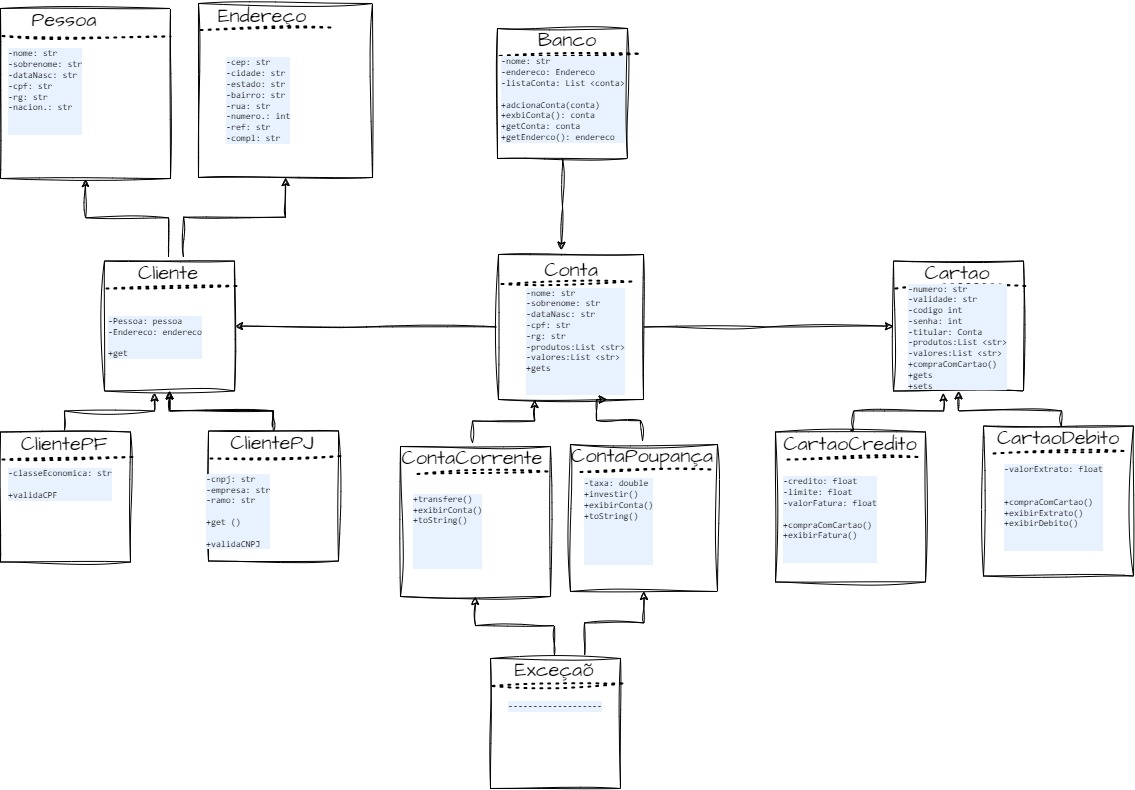 Pessoa
-nome: str
-sobrenome: str
-dataNasc: str
-cpf: str
-rg: str
-nacion.: str
Endereço
-cep: str
-cidade: str
-estado: str
-bairro: str
-rua: str
-numero.: int
-ref: str
-compl: str
Banco
-nome: str
-endereco: Endereco
-listaConta: List <conta>
+adcionaConta(conta)
+exbiConta(): conta
+getConta: conta
+getEnderco(): endereco
Cliente
-Pessoa: pessoa
-Endereco: endereco
+get
Conta
-nome: str
-sobrenome: str
-dataNasc: str
-cpf: str
-rg: str
-produtos:List <str>
-valores:List <str>
+gets
Cartao
-numero: str
-validade: str
-codigo int
-senha: int
-titular: Conta
-produtos:List <str>
-valores:List <str>
+compraComCartao()
+gets
+sets
ClientePF
-classeEconomica: str
+validaCPF
ClientePJ
-cnpj: str
-empresa: str
-ramo: str
+get ()
+validaCNPJ
ContaCorrente
+transfere()
+exibirConta()
+toString()
ContaPoupança
-taxa: double
+investir()
+exibirConta()
+toString()
CartaoCredito
-credito: float
-limite: float
-valorFatura: float
+compraComCartao()
+exibirFatura()
CartaoDebito
-valorExtrato: float
+compraComCartao()
+exibirExtrato()
+exibirDebito()
Exceçaõ
-------------------